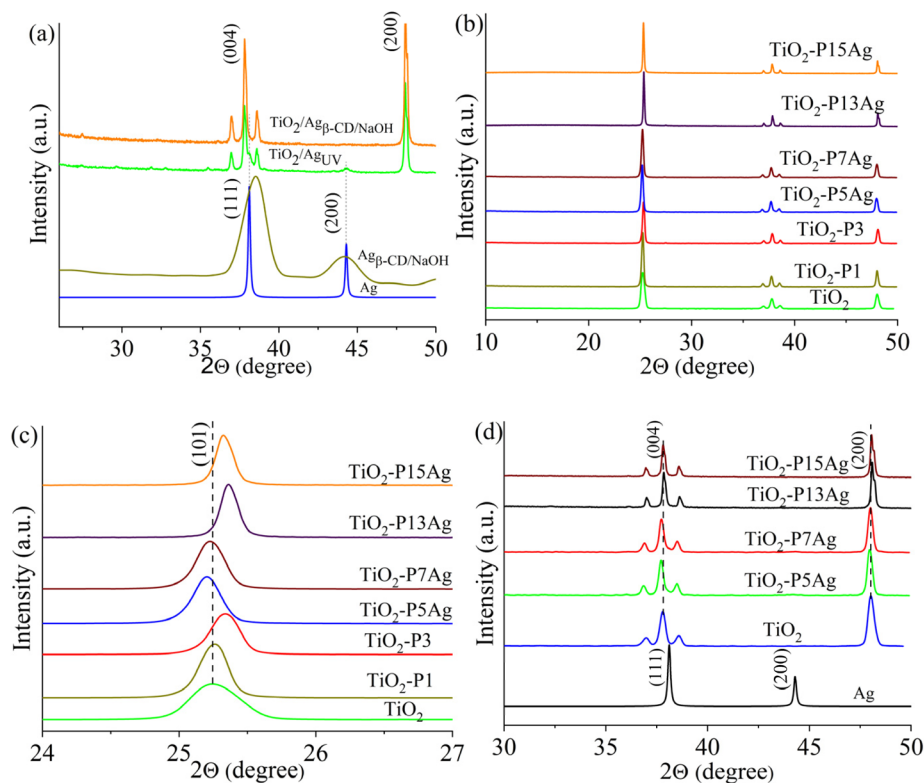 (a)
(004)
(200)
TiO₂/Agβ-CD/NaOH
TiO₂/AgUV
(111)
(200)
Agβ-CD/NaOH
Ag
Intensity (a.u.)
30 35 40 45 50
2Θ (degree)
(b)
TiO₂-P15Ag
TiO₂-P13Ag
TiO₂-P7Ag
TiO₂-P5Ag
TiO₂-P3
TiO₂-P1
TiO₂
Intensity (a.u.)
10 20 30 40 50
2Θ (degree)
(c)
(101)
TiO₂-P15Ag
TiO₂-P13Ag
TiO₂-P7Ag
TiO₂-P5Ag
TiO₂-P3
TiO₂-P1
TiO₂
Intensity (a.u.)
24 25 26 27
2Θ (degree)
(d)
(004)
(200)
TiO₂-P15Ag
TiO₂-P13Ag
TiO₂-P7Ag
TiO₂-P5Ag
TiO₂
(111)
(200)
Ag
Intensity (a.u.)
30 35 40 45 50
2Θ (degree)